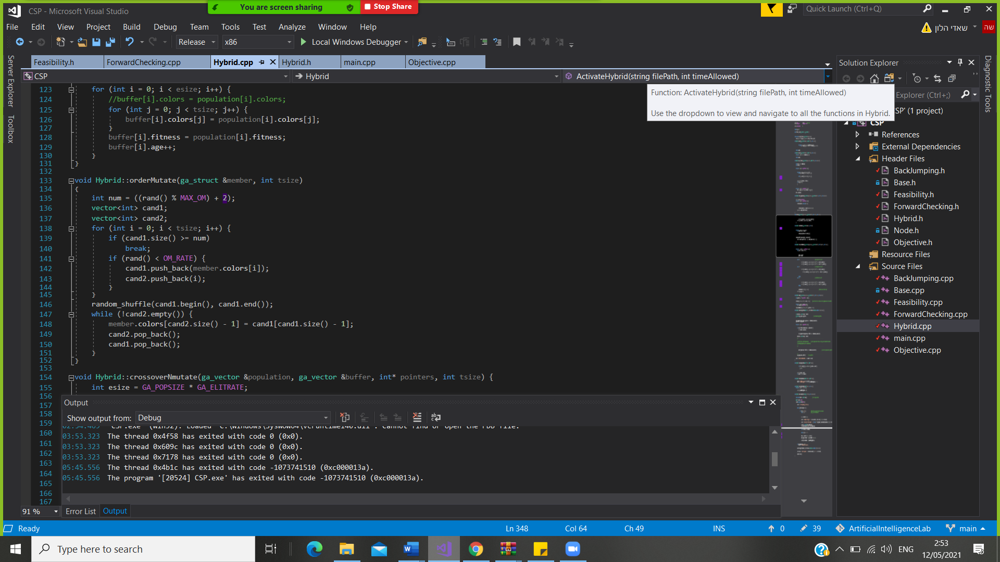 CSP - Microsoft Visual Studio
You are screen sharing
Stop Share
Quick Launch (Ctrl+Q)
File Edit View Project Build Debug Team Tools Test Analyze Window Help
שאדי הלון
שה
Release x86 Local Windows Debugger
Server Explorer
Toolbox
Diagnostic Tools
Feasibility.h ForwardChecking.cpp Hybrid.cpp Hybrid.h main.cpp Objective.cpp
CSP Hybrid ActivateHybrid(string filePath, int timeAllowed)
Function: ActivateHybrid(string filePath, int timeAllowed)
Use the dropdown to view and navigate to all the functions in Hybrid.
123 for (int i = 0; i < esize; i++) {
124 //buffer[i].colors = population[i].colors;
125 for (int j = 0; j < tsize; j++) {
126 buffer[i].colors[j] = population[i].colors[j];
127 }
128 buffer[i].fitness = population[i].fitness;
129 buffer[i].age++;
130 }
131 }
132
133 void Hybrid::orderMutate(ga_struct &member, int tsize)
134 {
135 int num = ((rand() % MAX_OM) + 2);
136 vector<int> cand1;
137 vector<int> cand2;
138 for (int i = 0; i < tsize; i++) {
139 if (cand1.size() >= num)
140 break;
141 if (rand() < OM_RATE) {
142 cand1.push_back(member.colors[i]);
143 cand2.push_back(i);
144 }
145 }
146 random_shuffle(cand1.begin(), cand1.end());
147 while (!cand2.empty()) {
148 member.colors[cand2.size() - 1] = cand1[cand1.size() - 1];
149 cand2.pop_back();
150 cand1.pop_back();
151 }
152 }
153
154 void Hybrid::crossoverNmutate(ga_vector &population, ga_vector &buffer, int* pointers, int tsize) {
155 int esize = GA_POPSIZE * GA_ELITRATE;
156
157
158
159
160
161
162
163
164
165
166
167
Output
Show output from: Debug
02:54.409 'CSP.exe' (Win32): Loaded 'C:\Windows\SysWOW64\vcruntime140.dll'. Cannot find or open the PDB file.
03:53.323 The thread 0x4f58 has exited with code 0 (0x0).
03:53.323 The thread 0x609c has exited with code 0 (0x0).
03:53.323 The thread 0x7178 has exited with code 0 (0x0).
05:45.556 The thread 0x4b1c has exited with code -1073741510 (0xc000013a).
05:45.556 The program '[20524] CSP.exe' has exited with code -1073741510 (0xc000013a).
91 %
Error List Output
Solution Explorer
Explorer (Ctrl+;)
SP' (1 project)
CSP
References
External Dependencies
Header Files
BackJumping.h
Base.h
Feasibility.h
ForwardChecking.h
Hybrid.h
Node.h
Objective.h
Resource Files
Source Files
BackJumping.cpp
Base.cpp
Feasibility.cpp
ForwardChecking.cpp
Hybrid.cpp
main.cpp
Objective.cpp
Ready Ln 348 Col 64 Ch 49 INS 0 39 ArtificialIntelligenceLab main
Type here to search
ENG
2:53
12/05/2021